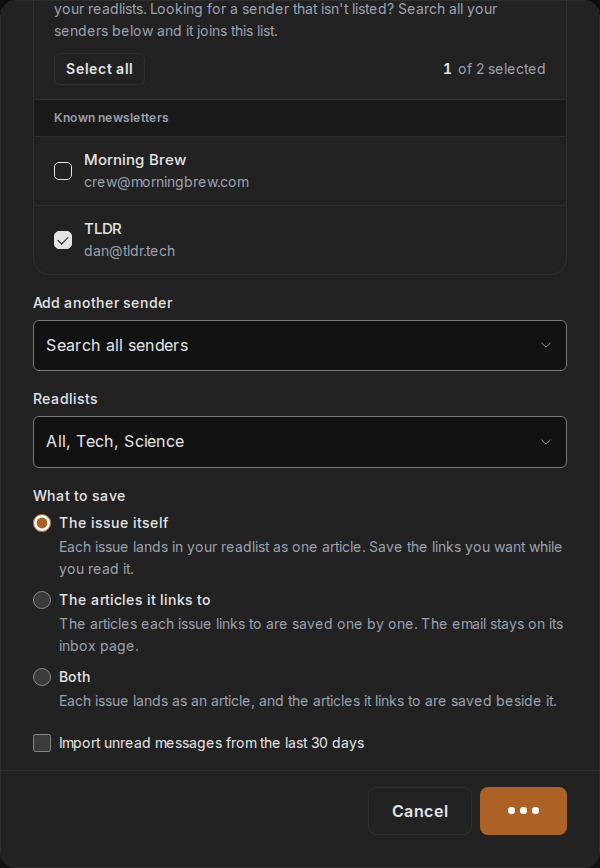 your readlists. Looking for a sender that isn't listed? Search all your
senders below and it joins this list.
Select all
1 of 2 selected
Known newsletters
Morning Brew
crew@morningbrew.com
TLDR
dan@tldr.tech
Add another sender
Search all senders
Readlists
All, Tech, Science
What to save
The issue itself
Each issue lands in your readlist as one article. Save the links you want while
you read it.
The articles it links to
The articles each issue links to are saved one by one. The email stays on its
inbox page.
Both
Each issue lands as an article, and the articles it links to are saved beside it.
Import unread messages from the last 30 days
Cancel